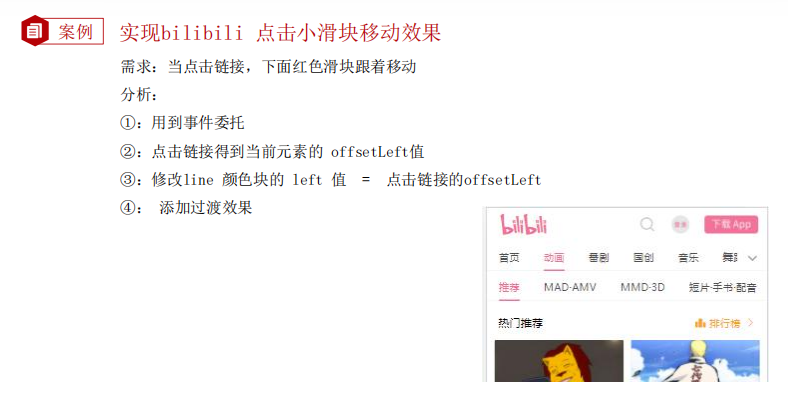 案例
实现bilibili 点击小滑块移动效果
需求：当点击链接，下面红色滑块跟着移动
分析：
①：用到事件委托
②：点击链接得到当前元素的 offsetLeft值
③：修改line 颜色块的 left 值 = 点击链接的offsetLeft
④： 添加过渡效果
bilibili
下载 App
首页 动画 番剧 国创 音乐
推荐 MAD·AMV MMD·3D 短片·手书·配音
热门推荐 排行榜